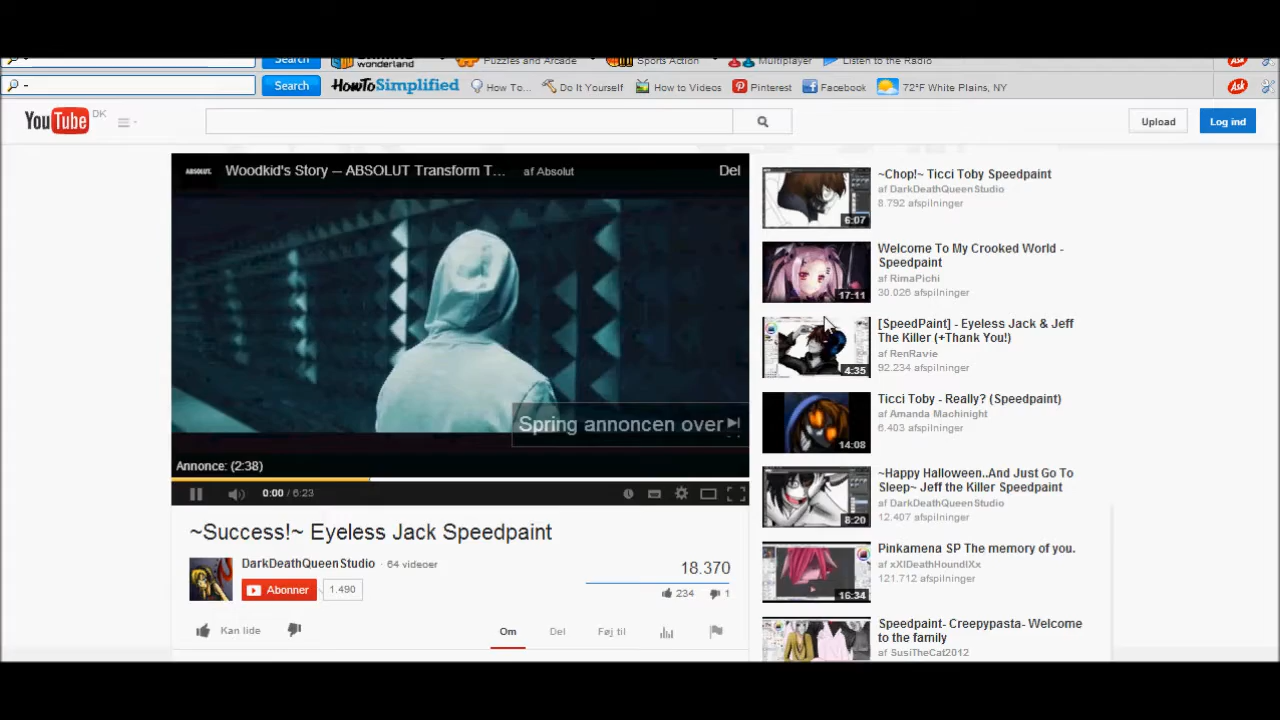 Search wonderland Puzzles and Arcade Sports Action Multiplayer Listen to the Radio Ask
- Search HowToSimplified How To... Do It Yourself How to Videos Pinterest Facebook 72°F White Plains, NY Ask
YouTube DK Upload Log ind
ABSOLUT. Woodkid's Story -- ABSOLUT Transform T... af Absolut Del
Spring annoncen over
Annonce: (2:38)
0:00 / 6:23
~Success!~ Eyeless Jack Speedpaint
DarkDeathQueenStudio · 64 videoer
Abonner 1.490
18.370
234 1
Kan lide Om Del Føj til
~Chop!~ Ticci Toby Speedpaint
af DarkDeathQueenStudio
8.792 afspilninger
6:07
Welcome To My Crooked World -
Speedpaint
af RimaPichi
30.026 afspilninger
17:11
[SpeedPaint] - Eyeless Jack & Jeff
The Killer (+Thank You!)
af RenRavie
92.234 afspilninger
4:35
Ticci Toby - Really? (Speedpaint)
af Amanda Machinight
6.403 afspilninger
14:08
~Happy Halloween..And Just Go To
Sleep~ Jeff the Killer Speedpaint
af DarkDeathQueenStudio
12.407 afspilninger
8:20
Pinkamena SP The memory of you.
af xXIDeathHoundIXx
121.712 afspilninger
16:34
Speedpaint- Creepypasta- Welcome
to the family
af SusiTheCat2012